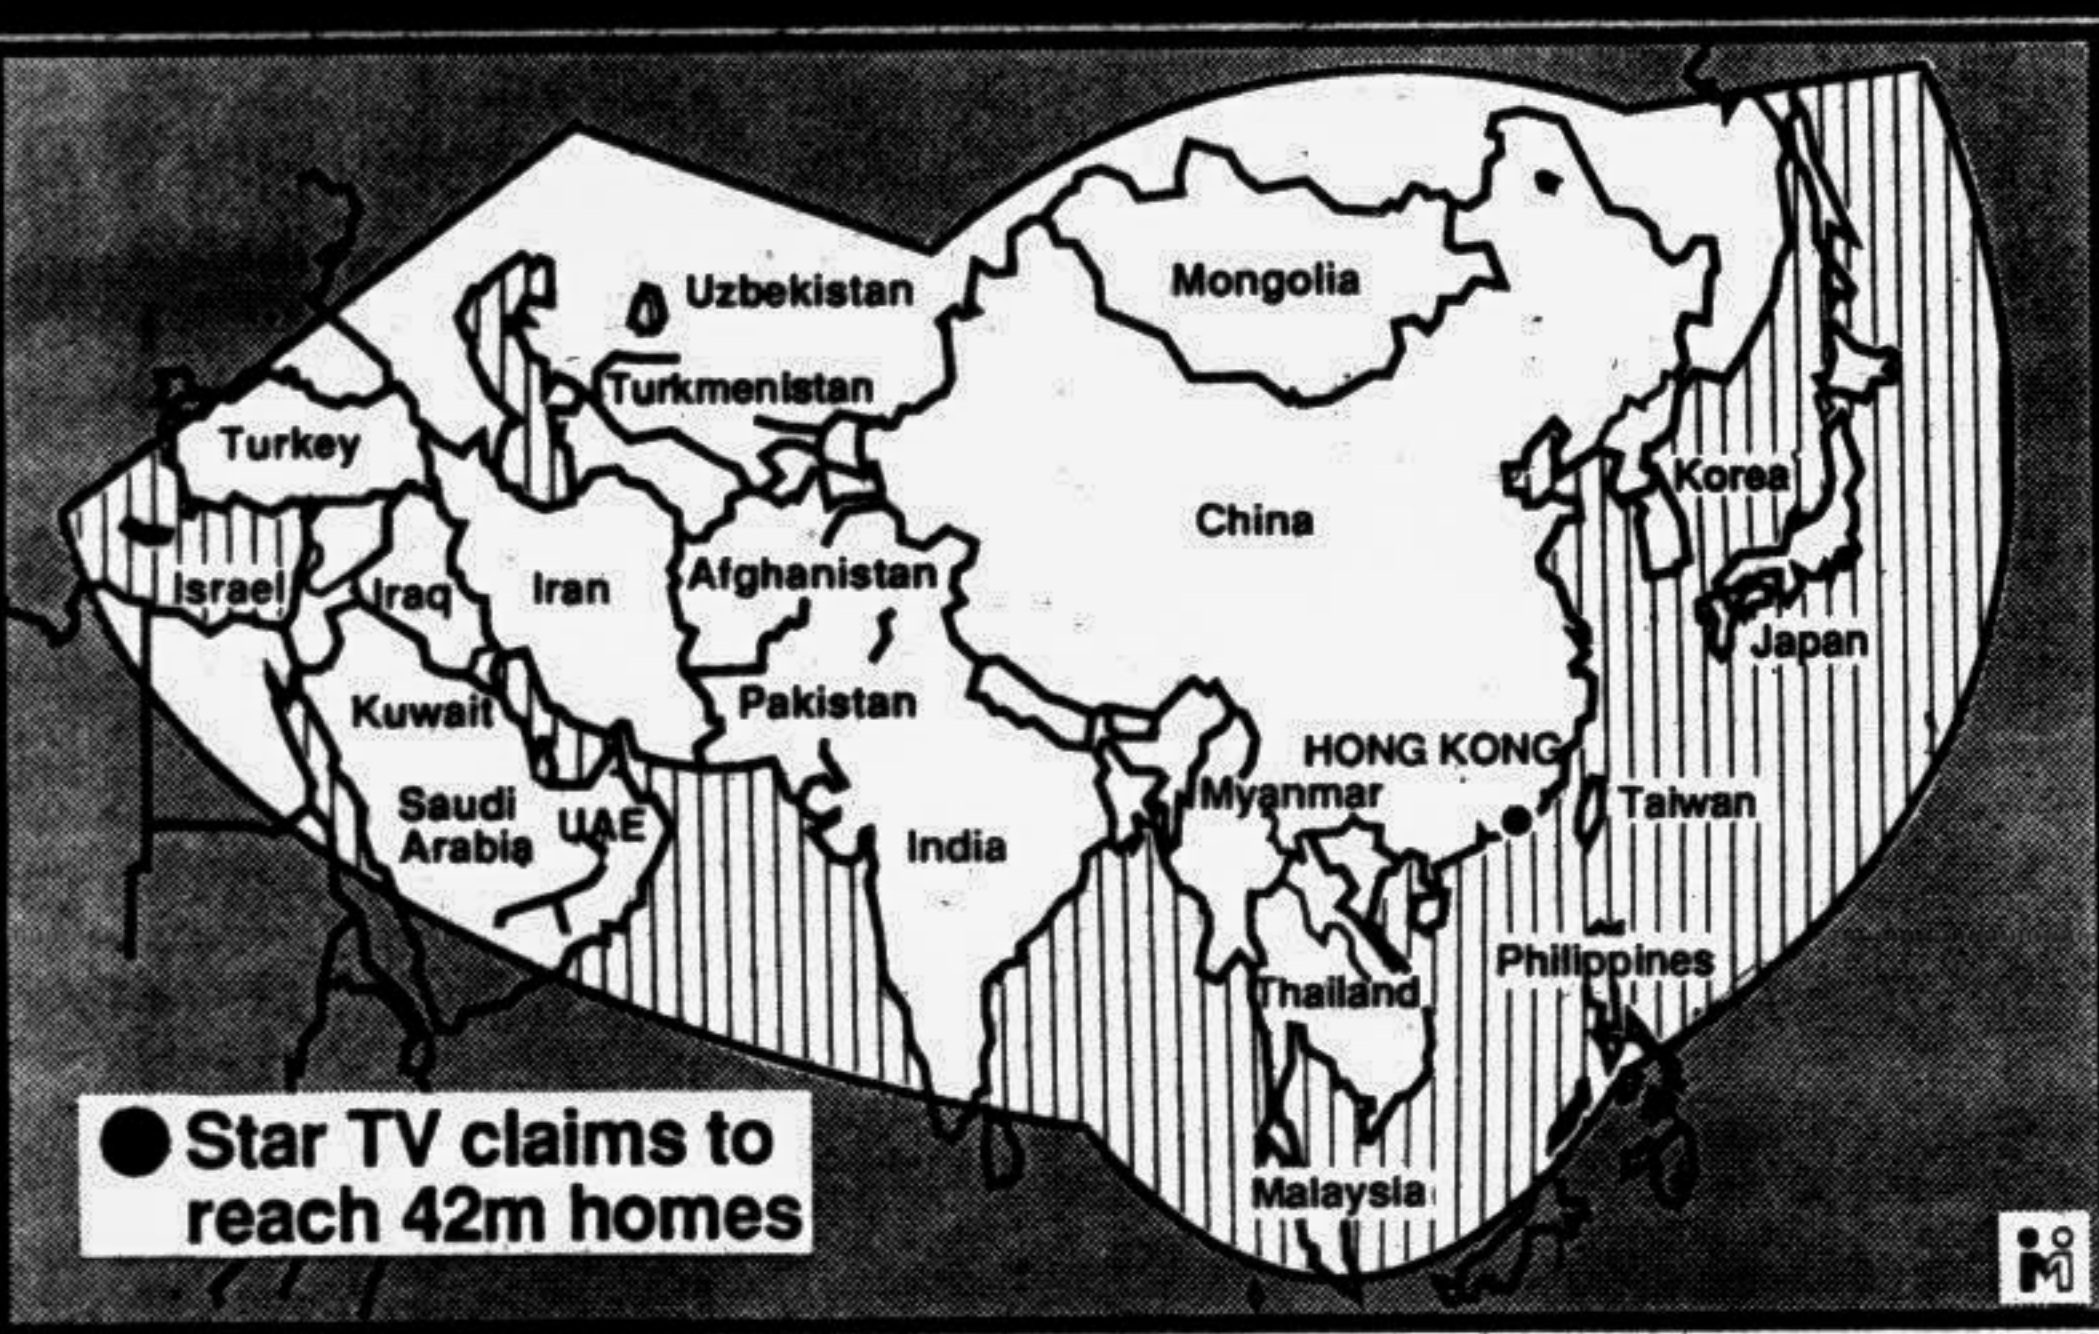 Uzbekistan
Mongolia
Turkmenistan
Turkey
Korea
China
Israel
Iraq
Iran
Afghanistan
Japan
Kuwait
Pakistan
HONG KONG
Saudi
Arabia
UAE
India
Myanmar
Taiwan
Philippines
Thailand
Malaysia
Star TV claims to
reach 42m homes